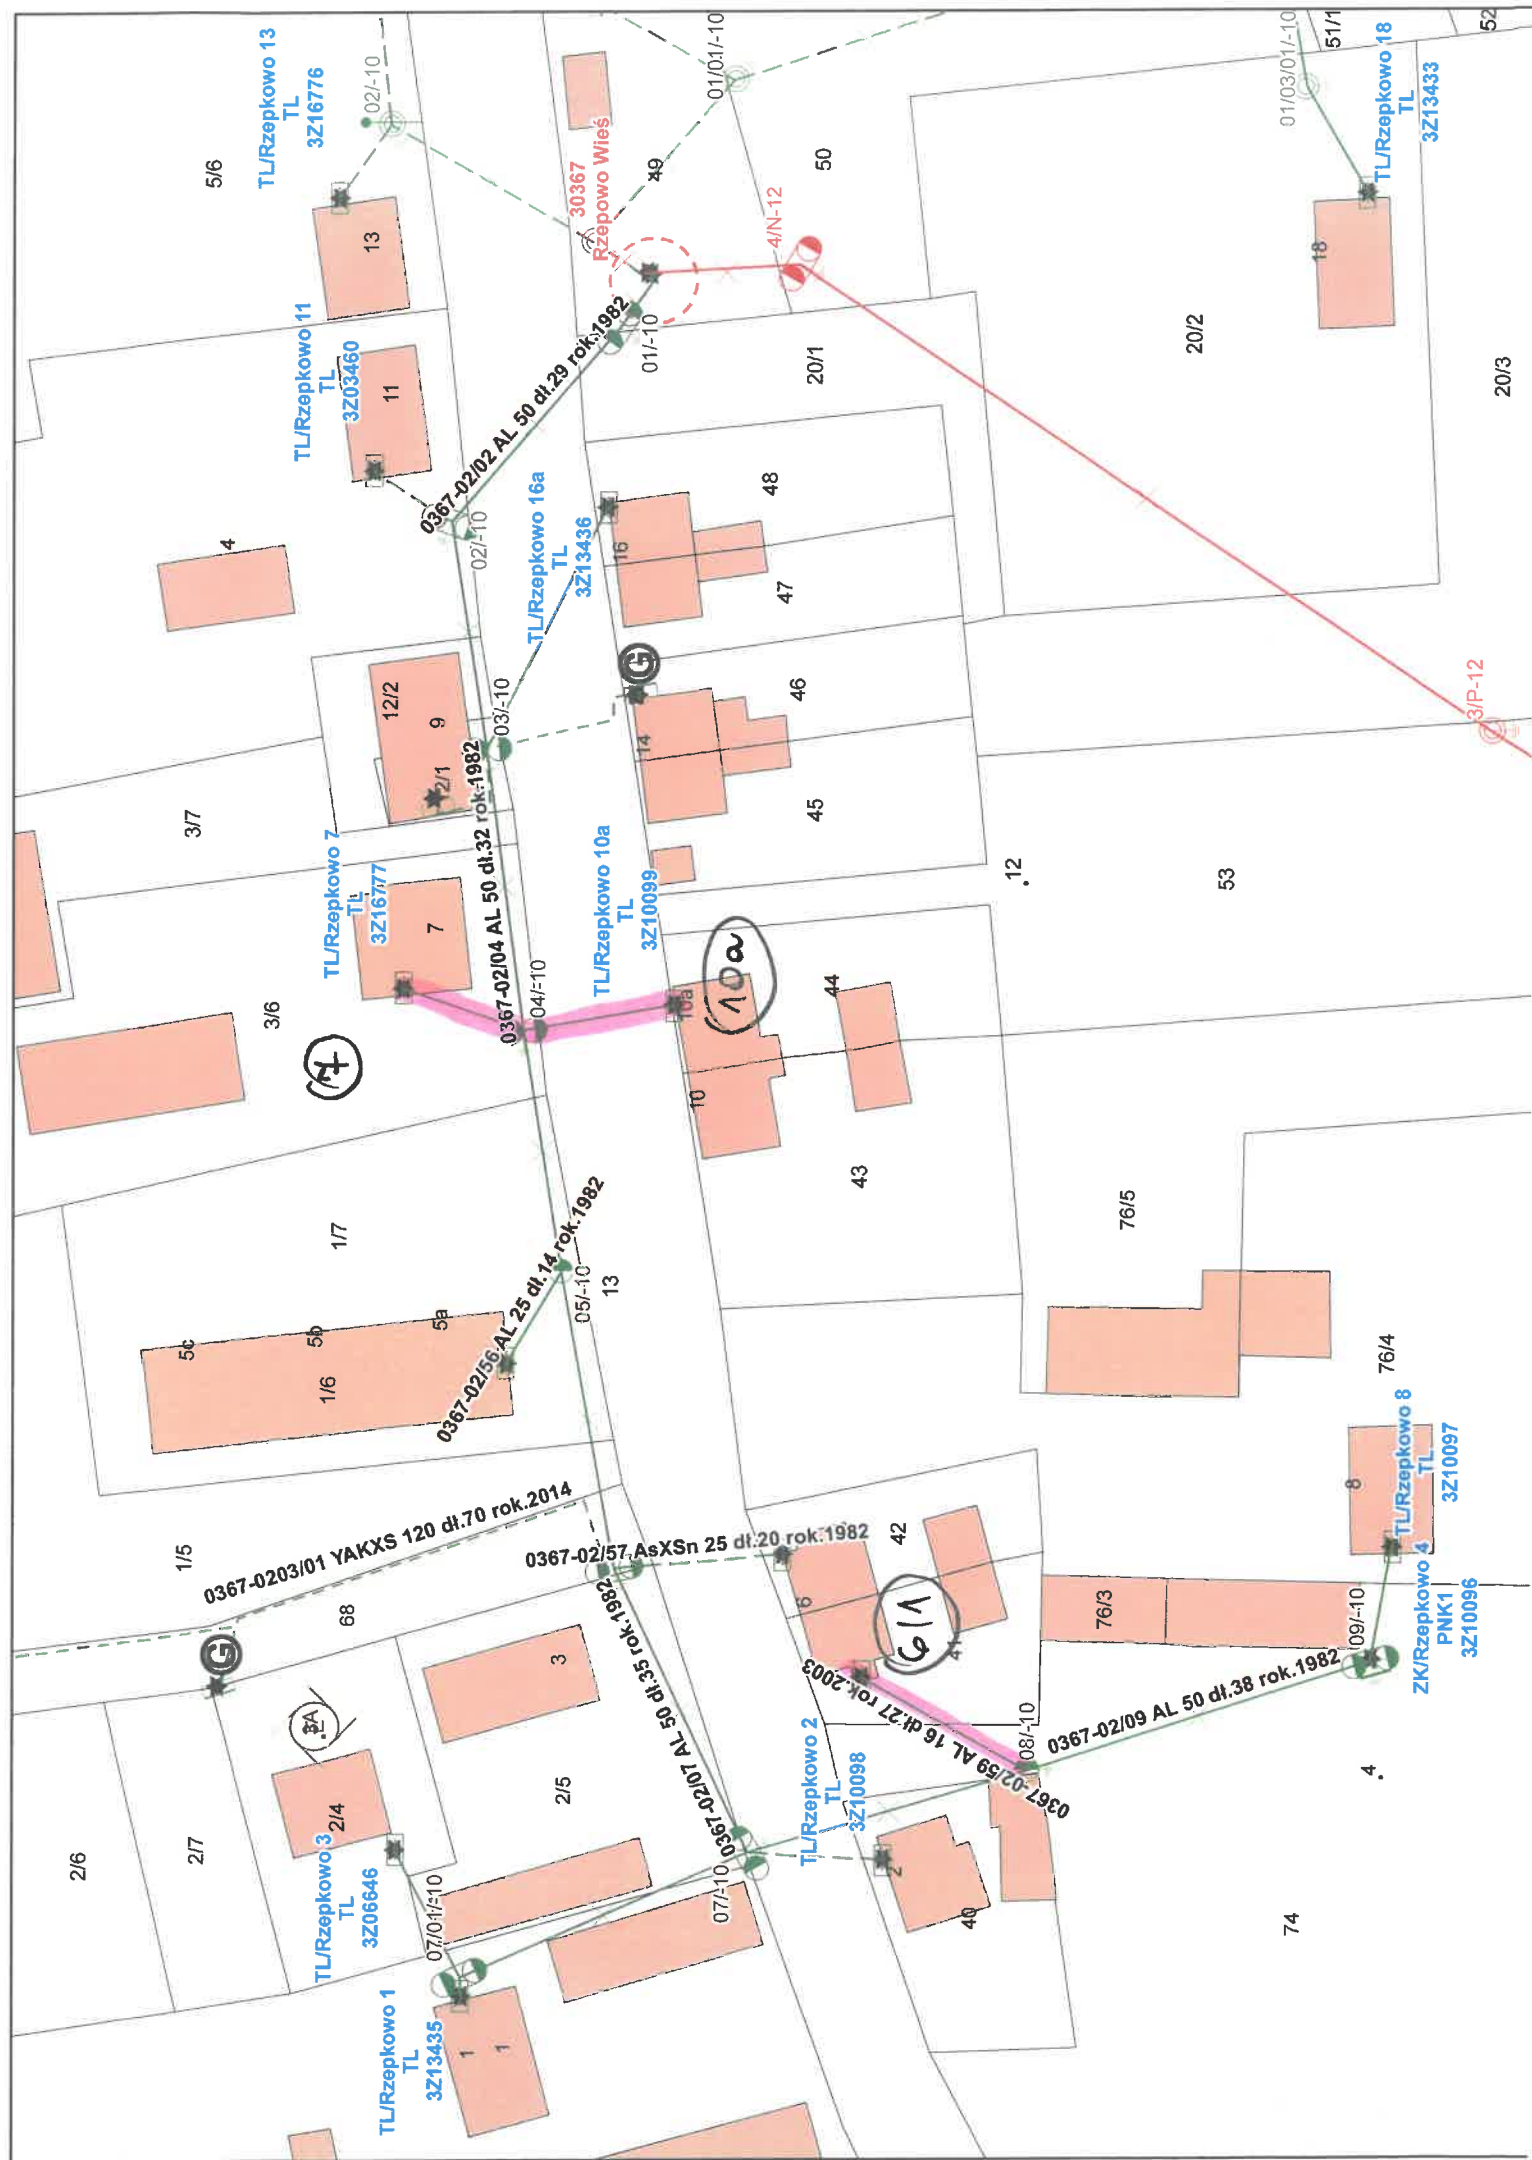 5/6
TL/Rzepkowo 13
TL
3Z16776
02/-10
13
TL/Rzepkowo 11
TL
3Z03460
11
4
01/01/-10
49
50
30367
Rzepowo Wieś
4/N-12
01/-10
0367-02/02 AL 50 dł.29 rok.1982
02/-10
01/03/01/-10
51/1
52
TL/Rzepkowo 18
TL
3Z13433
18
20/1
20/2
20/3
TL/Rzepkowo 16a
TL
3Z13436
16
48
47
G
14
46
45
3/P-12
12/2
9
2/1
03/-10
3/7
TL/Rzepkowo 7
TL
3Z16777
7
0367-02/04 AL 50 dł.32 rok.1982
04/-10
TL/Rzepkowo 10a
TL
3Z10099
10a
10a
10
44
43
12
53
3/6
7
1/7
0367-02/56 AL 25 dł.14 rok.1982
05/-10
13
5c
5b
5a
1/6
76/5
76/4
1/5
0367-0203/01 YAKXS 120 dł.70 rok.2014
68
G
0367-02/57 AsXSn 25 dł.20 rok.1982
42
6
6/1
41
76/3
8
TL/Rzepkowo 8
TL
3Z10097
09/-10
ZK/Rzepkowo 4
PNK1
3Z10096
0367-02/09 AL 50 dł.38 rok.1982
08/-10
0367-02/59 AL 16 dł.27 rok.2003
4
3
0367-02/07 AL 50 dł.35 rok.1982
2/5
2/4
2/6
2/7
TL/Rzepkowo 3
TL
3Z06646
07/01/-10
07/-10
TL/Rzepkowo 2
TL
3Z10098
2
40
74
TL/Rzepkowo 1
TL
3Z13435
1
1